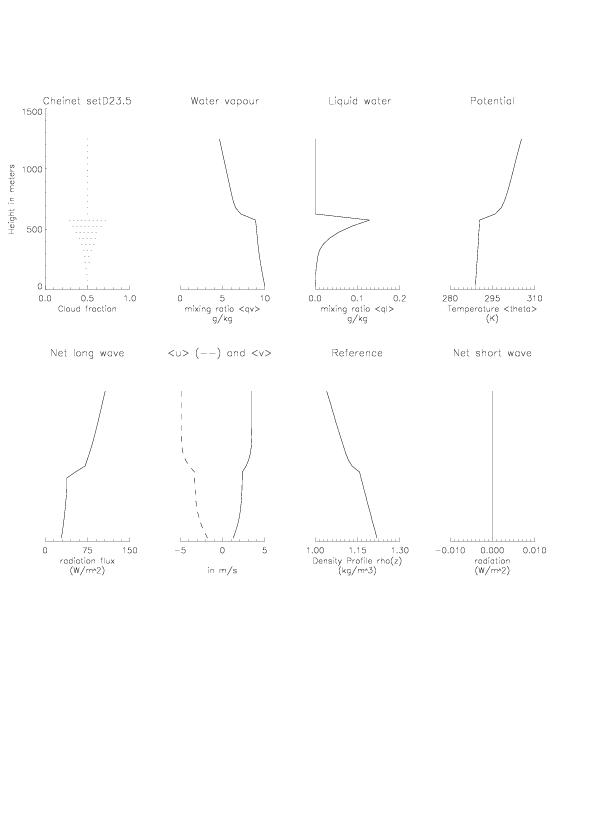 Cheinet setD23.5
Water vapour
Liquid water
Potential
1500
1000
500
0
Height in meters
0.0 0.5 1.0
Cloud fraction
0 5 10
mixing ratio <qv>
g/kg
0.0 0.1 0.2
mixing ratio <ql>
g/kg
280 295 310
Temperature <theta>
(K)
Net long wave
<u> (--) and <v>
Reference
Net short wave
0 75 150
radiation flux
(W/m^2)
-5 0 5
in m/s
1.00 1.15 1.30
Density Profile rho(z)
(kg/m^3)
-0.010 0.000 0.010
radiation
(W/m^2)